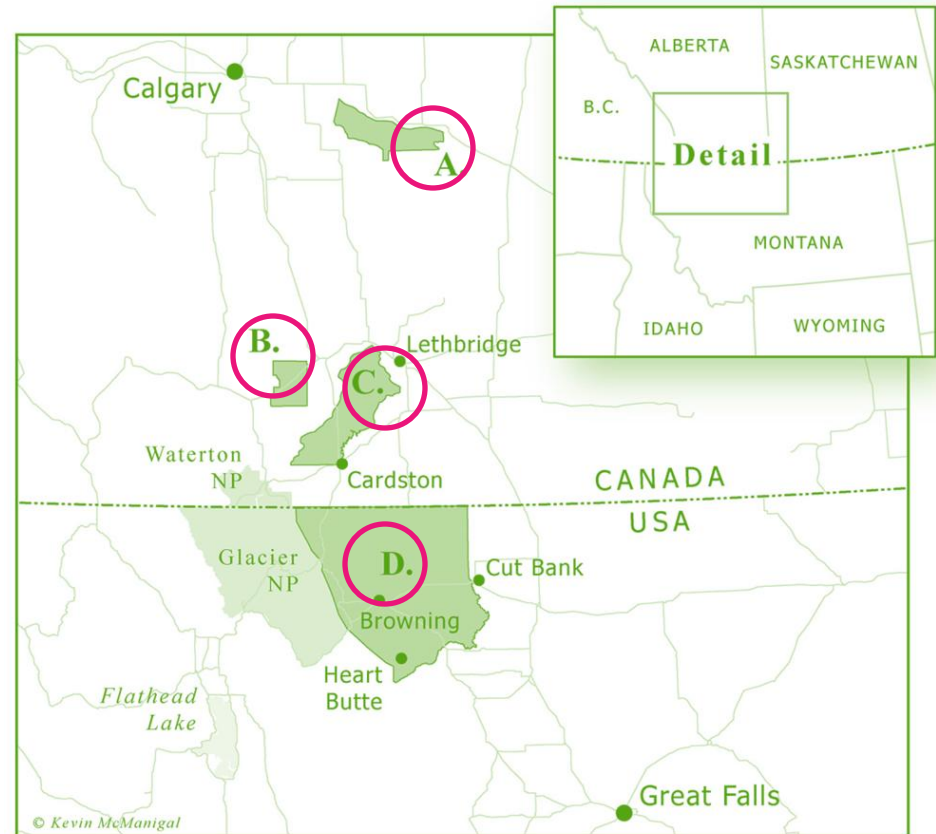 ALBERTA
SASKATCHEWAN
B.C.
Detail
MONTANA
IDAHO
WYOMING
Calgary
A.
B.
Lethbridge
C.
Waterton
NP
Cardston
CANADA
USA
Glacier
NP
D.
Cut Bank
Browning
Heart
Butte
Flathead
Lake
Great Falls
© Kevin McManigal